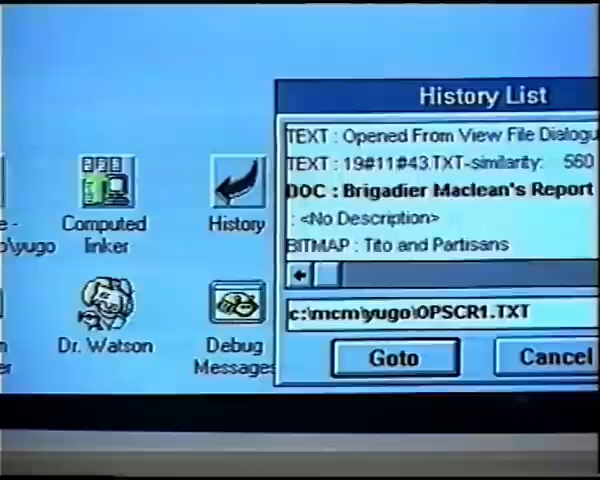 History List
TEXT : Opened From View File Dialogu
TEXT : 19#11#43.TXT-similarity: 560
DOC : Brigadier Maclean's Report
: <No Description>
BITMAP : Tito and Partisans
c:\mcm\yugo\OPSCR1.TXT
Goto
Cancel
e -
o\yugo
Computed
linker
History
n
er
Dr. Watson
Debug
Messages